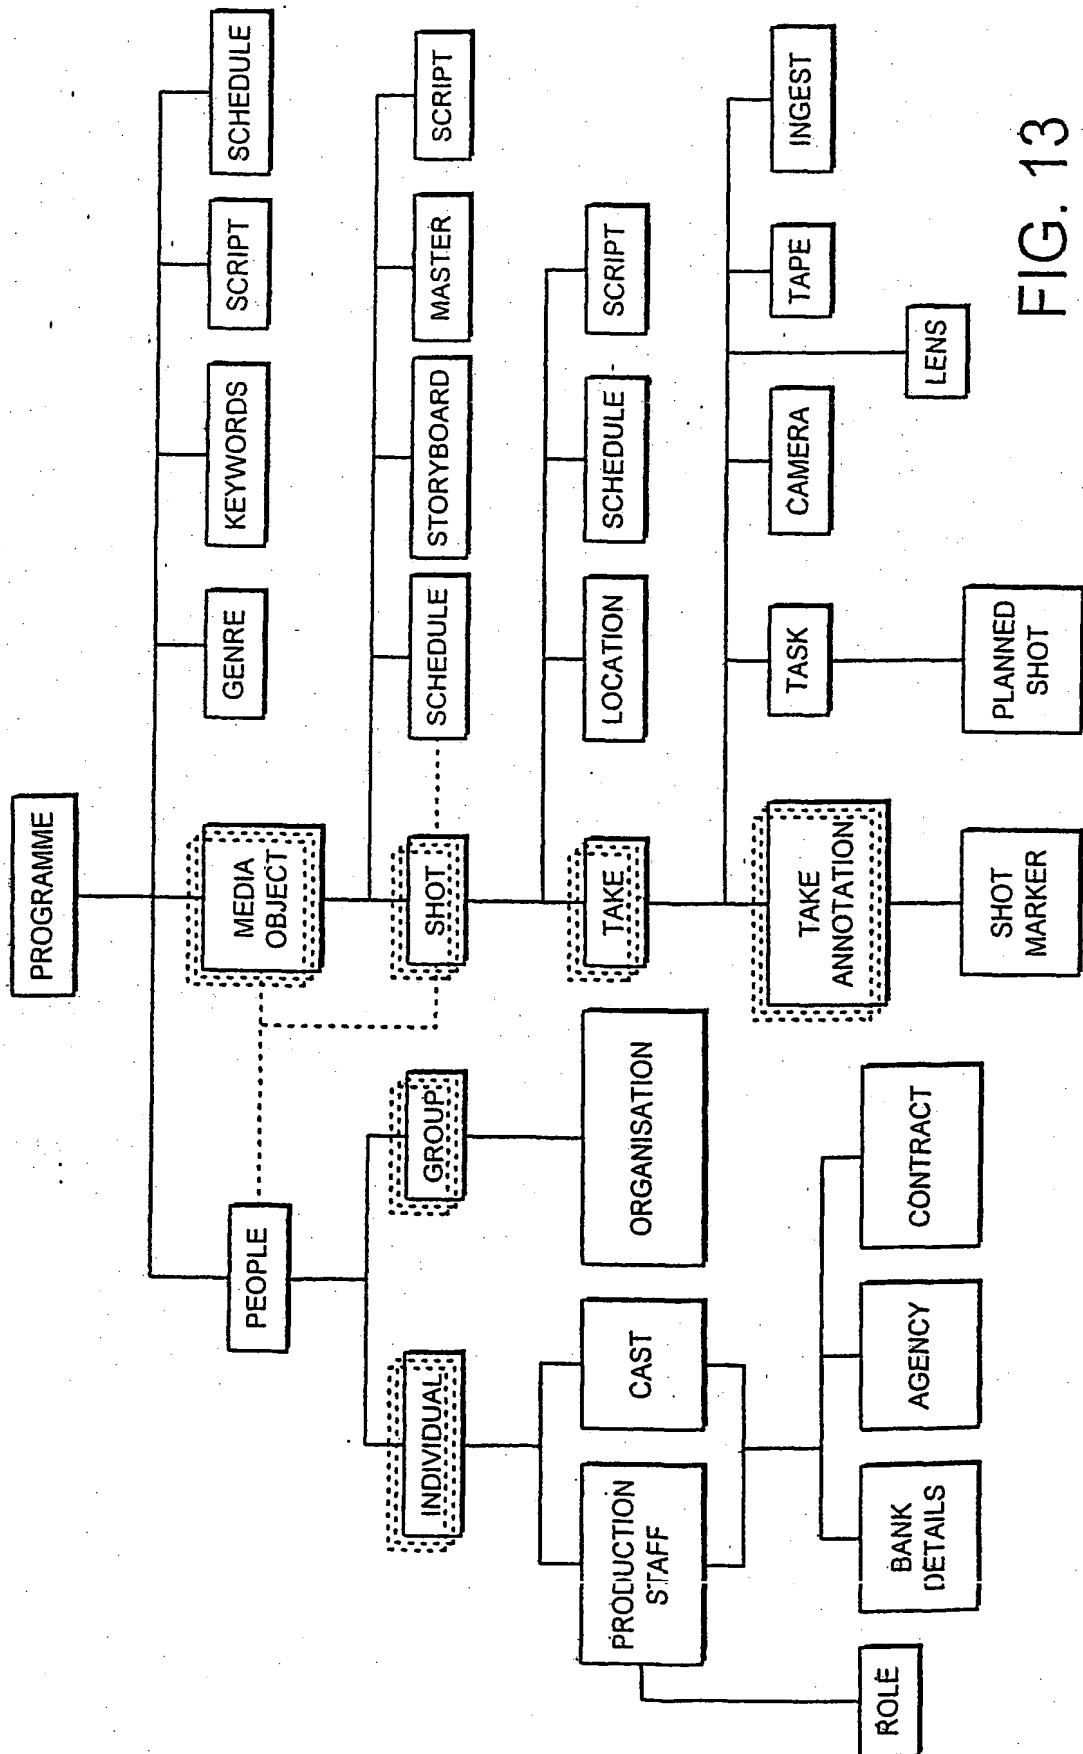 PROGRAMME
PEOPLE
MEDIA
OBJECT
GENRE
KEYWORDS
SCRIPT
SCHEDULE
INDIVIDUAL
GROUP
SHOT
SCHEDULE
STORYBOARD
MASTER
SCRIPT
PRODUCTION
STAFF
CAST
ORGANISATION
TAKE
LOCATION
SCHEDULE
SCRIPT
ROLE
BANK
DETAILS
AGENCY
CONTRACT
TAKE
ANNOTATION
TASK
CAMERA
LENS
TAPE
INGEST
SHOT
MARKER
PLANNED
SHOT
FIG. 13